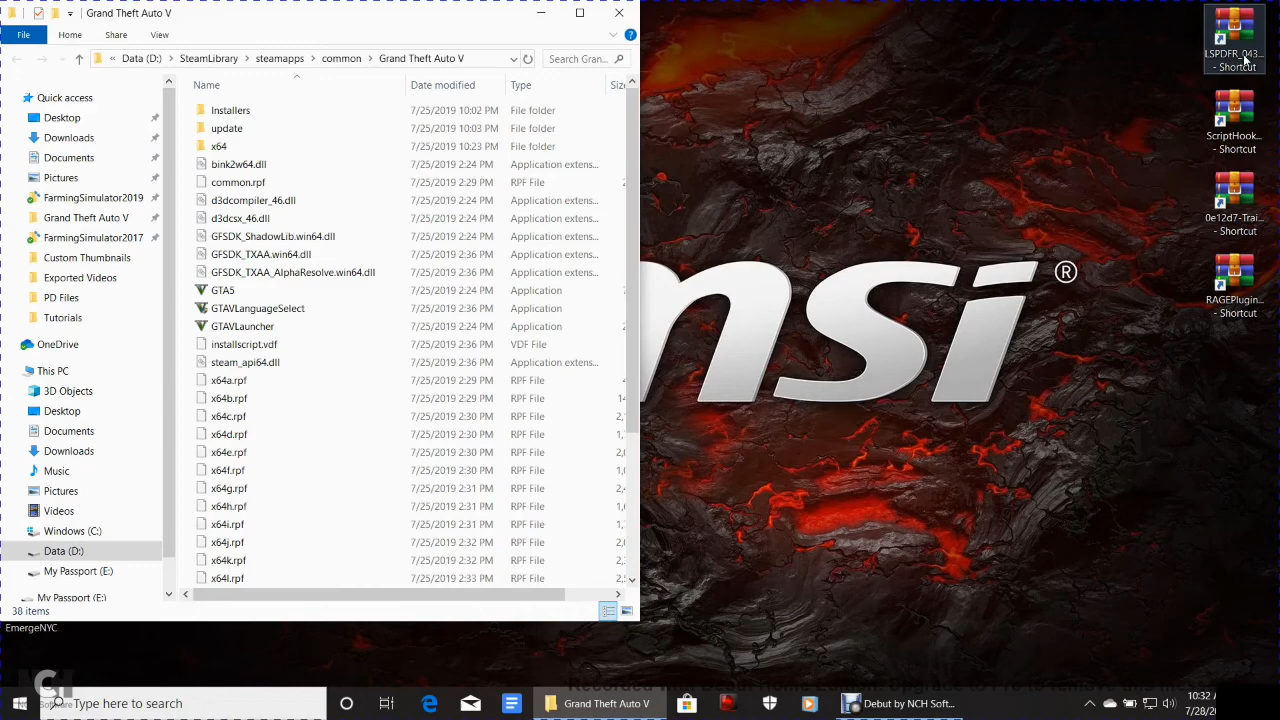 Grand Theft Auto V
File Home Share View
« Data (D:) > SteamLibrary > steamapps > common > Grand Theft Auto V
Search Gran...
Quick access
Desktop
Downloads
Documents
Pictures
FarmingSimulator2019
Grand Theft Auto V
FarmingSimulator2017
Custom Thumbnails
Exported Videos
PD Files
Tutorials
OneDrive
This PC
3D Objects
Desktop
Documents
Downloads
Music
Pictures
Videos
Windows (C:)
Data (D:)
My Passport (E:)
My Passport (E:)
Name Date modified Type Size
Installers 7/25/2019 10:02 PM File folder
update 7/25/2019 10:03 PM File folder
x64 7/25/2019 10:23 PM File folder
bink2w64.dll 7/25/2019 2:24 PM Application extens...
common.rpf 7/25/2019 2:29 PM RPF File
d3dcompiler_46.dll 7/25/2019 2:24 PM Application extens...
d3dcsx_46.dll 7/25/2019 2:24 PM Application extens...
GFSDK_ShadowLib.win64.dll 7/25/2019 2:24 PM Application extens...
GFSDK_TXAA.win64.dll 7/25/2019 2:36 PM Application extens...
GFSDK_TXAA_AlphaResolve.win64.dll 7/25/2019 2:36 PM Application extens...
GTA5 7/25/2019 2:24 PM Application
GTAVLanguageSelect 7/25/2019 2:36 PM Application
GTAVLauncher 7/25/2019 2:24 PM Application
installscript.vdf 7/25/2019 2:36 PM VDF File
steam_api64.dll 7/25/2019 2:36 PM Application extens...
x64a.rpf 7/25/2019 2:29 PM RPF File
x64b.rpf 7/25/2019 2:29 PM RPF File
x64c.rpf 7/25/2019 2:30 PM RPF File
x64d.rpf 7/25/2019 2:30 PM RPF File
x64e.rpf 7/25/2019 2:30 PM RPF File
x64f.rpf 7/25/2019 2:30 PM RPF File
x64g.rpf 7/25/2019 2:31 PM RPF File
x64h.rpf 7/25/2019 2:31 PM RPF File
x64i.rpf 7/25/2019 2:31 PM RPF File
x64j.rpf 7/25/2019 2:32 PM RPF File
x64k.rpf 7/25/2019 2:32 PM RPF File
x64l.rpf 7/25/2019 2:33 PM RPF File
38 items
EmergeNYC
msi ®
LSPDFR_043...
- Shortcut
ScriptHook...
- Shortcut
0e12d7-Trai...
- Shortcut
RAGEPlugin...
- Shortcut
NCH
Type here to search
Grand Theft Auto V
Debut by NCH Soft...
10:32
7/28/20